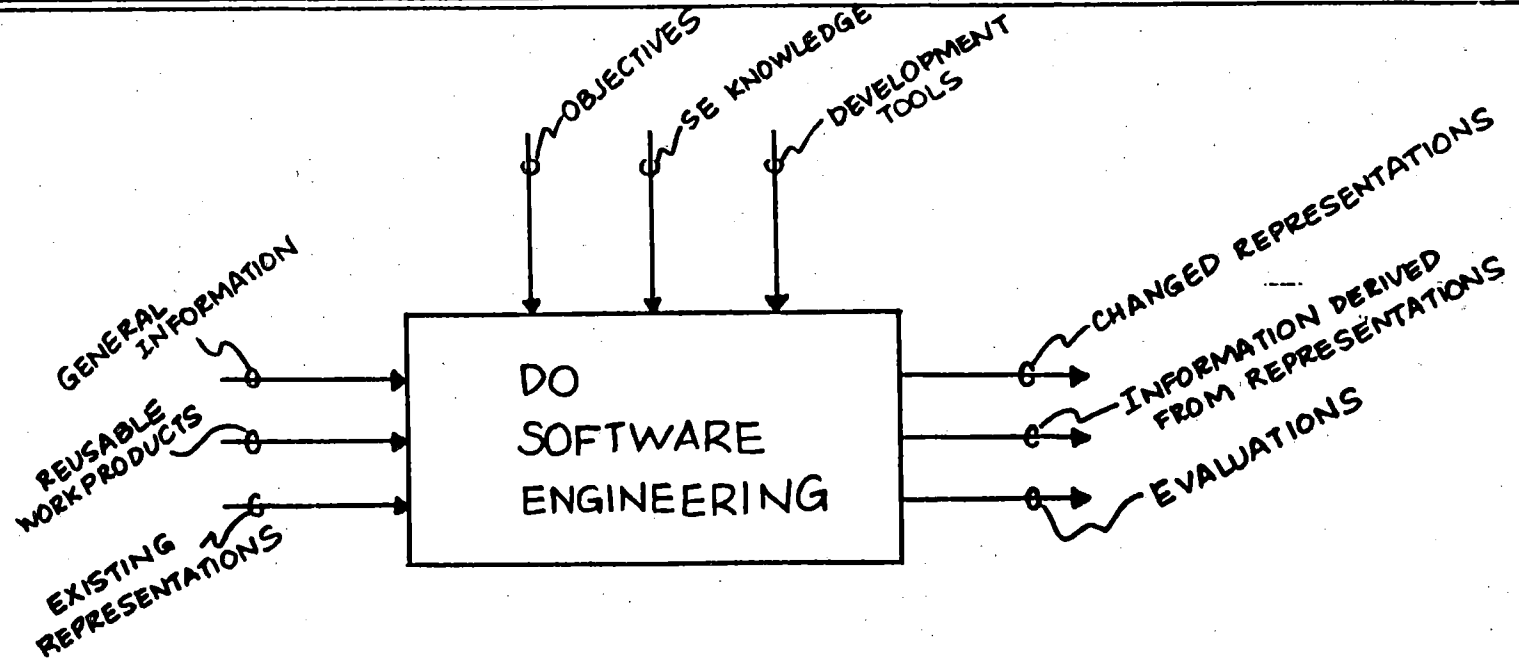 OBJECTIVES
SE KNOWLEDGE
DEVELOPMENT
TOOLS
GENERAL
INFORMATION
REUSABLE
WORKPRODUCTS
EXISTING
REPRESENTATIONS
DO
SOFTWARE
ENGINEERING
CHANGED REPRESENTATIONS
INFORMATION DERIVED
FROM REPRESENTATIONS
EVALUATIONS